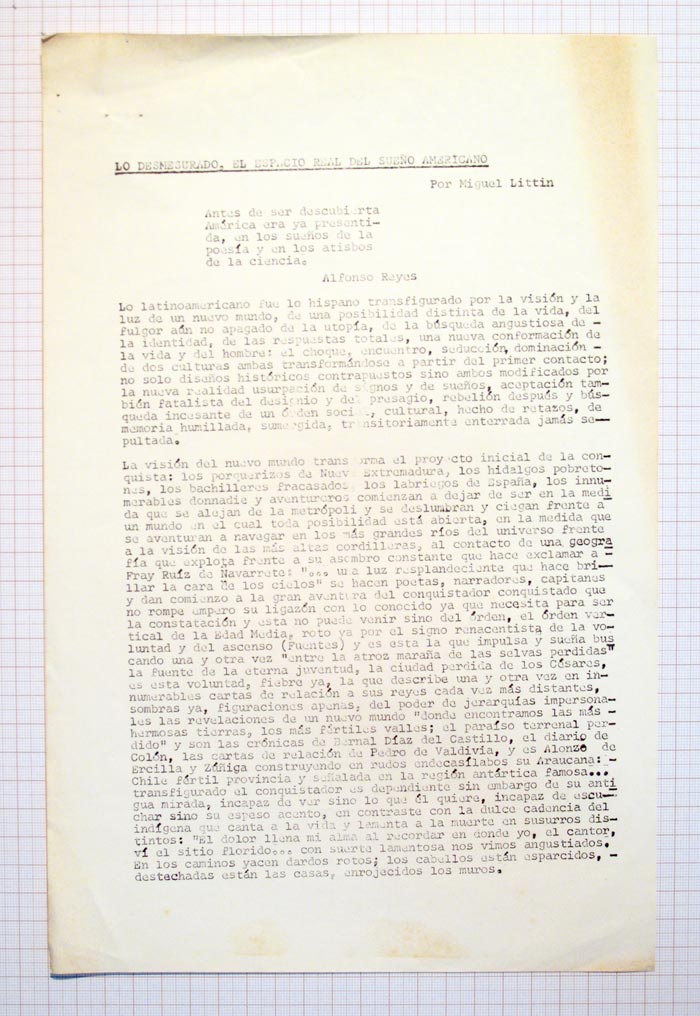 LO DESMESURADO. EL ESPACIO REAL DEL SUEÑO AMERICANO
Por Miguel Littin
Antes de ser descubierta
América era ya presenti-
da, en los sueños de la
poesía y en los atisbos
de la ciencia.
Alfonso Reyes
Lo latinoamericano fue lo hispano transfigurado por la visión y la
luz de un nuevo mundo, de una posibilidad distinta de la vida, del
fulgor aún no apagado de la utopía, de la búsqueda angustiosa de -
la identidad, de las respuestas totales, una nueva conformación de
la vida y del hombre: el choque, encuentro, seducción, dominación -
de dos culturas ambas transformándose a partir del primer contacto;
no solo diseños históricos contrapuestos sino ambos modificados por
la nueva realidad usurpación de signos y de sueños, aceptación tam-
bién fatalista del designio y del presagio, rebelión después y bús-
queda incesante de un órden social, cultural, hecho de retazos, de
memoria humillada, sumergida, transitoriamente enterrada jamás se-
pultada.
La visión del nuevo mundo transforma el proyecto inicial de la con-
quista: los porquerizos de Nueva Extremadura, los hidalgos pobreto-
nes, los bachilleres fracasados, los labriegos de España, los innu-
merables donnadie y aventureros comienzan a dejar de ser en la medi
da que se alejan de la metrópoli y se deslumbran y ciegan frente a
un mundo en el cual toda posibilidad está abierta, en la medida que
se aventuran a navegar en los más grandes ríos del universo frente
a la visión de las más altas cordilleras, al contacto de una geogra
fía que explota frente a su asombro constante que hace exclamar a -
Fray Ruíz de Navarrete: "... una luz resplandeciente que hace bri-
llar la cara de los cielos" se hacen poetas, narradores, capitanes
y dan comienzo a la gran aventura del conquistador conquistado que
no rompe empero su ligazón con lo conocido ya que necesita para ser
la constatación y esta no puede venir sino del órden, el órden ver-
tical de la Edad Media, roto ya por el signo renacentista de la vo-
luntad y del ascenso (Fuentes) y es esta la que impulsa y sueña bus
cando una y otra vez "entre la atroz maraña de las selvas perdidas"
la fuente de la eterna juventud, la ciudad perdida de los Césares,
es esta voluntad, fiebre ya, la que describe una y otra vez en in-
numerables cartas de relación a sus reyes cada vez más distantes,
sombras ya, figuraciones apenas, del poder de jerarquías impersona-
les las revelaciones de un nuevo mundo "donde encontramos las más -
hermosas tierras, los más fértiles valles; el paraíso terrenal per-
dido" y son las crónicas de Bernal Díaz del Castillo, el diario de
Colón, las cartas de relación de Pedro de Valdivia, y es Alonzo de
Ercilla y Zúñiga construyendo en rudos endecasílabos su Araucana: -
Chile fértil provincia y señalada en la región antártica famosa...
transfigurado el conquistador es dependiente sin embargo de su anti
gua mirada, incapaz de ver sino lo que él quiere, incapaz de escu-
char sino su espeso acento, en contraste con la dulce cadencia del
indígena que canta a la vida y lamenta a la muerte en susurros dis-
tintos: "El dolor llena mi alma al recordar en donde yo, el cantor,
ví el sitio florido... con suerte lamentosa nos vimos angustiados.
En los caminos yacen dardos rotos; los cabellos están esparcidos, -
destechadas están las casas, enrojecidos los muros.